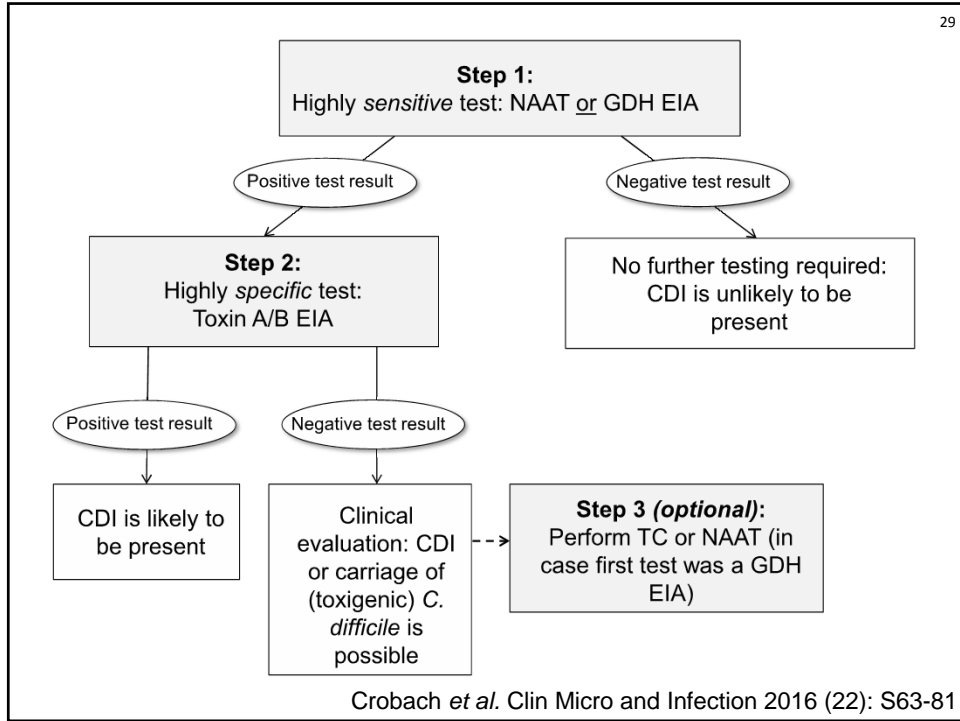 29
Step 1:
Highly sensitive test: NAAT or GDH EIA
Positive test result
Negative test result
Step 2:
Highly specific test:
Toxin A/B EIA
No further testing required:
CDI is unlikely to be
present
Positive test result
Negative test result
CDI is likely to
be present
Clinical
evaluation: CDI
or carriage of
(toxigenic) C.
difficile is
possible
Step 3 (optional):
Perform TC or NAAT (in
case first test was a GDH
EIA)
Crobach et al. Clin Micro and Infection 2016 (22): S63-81